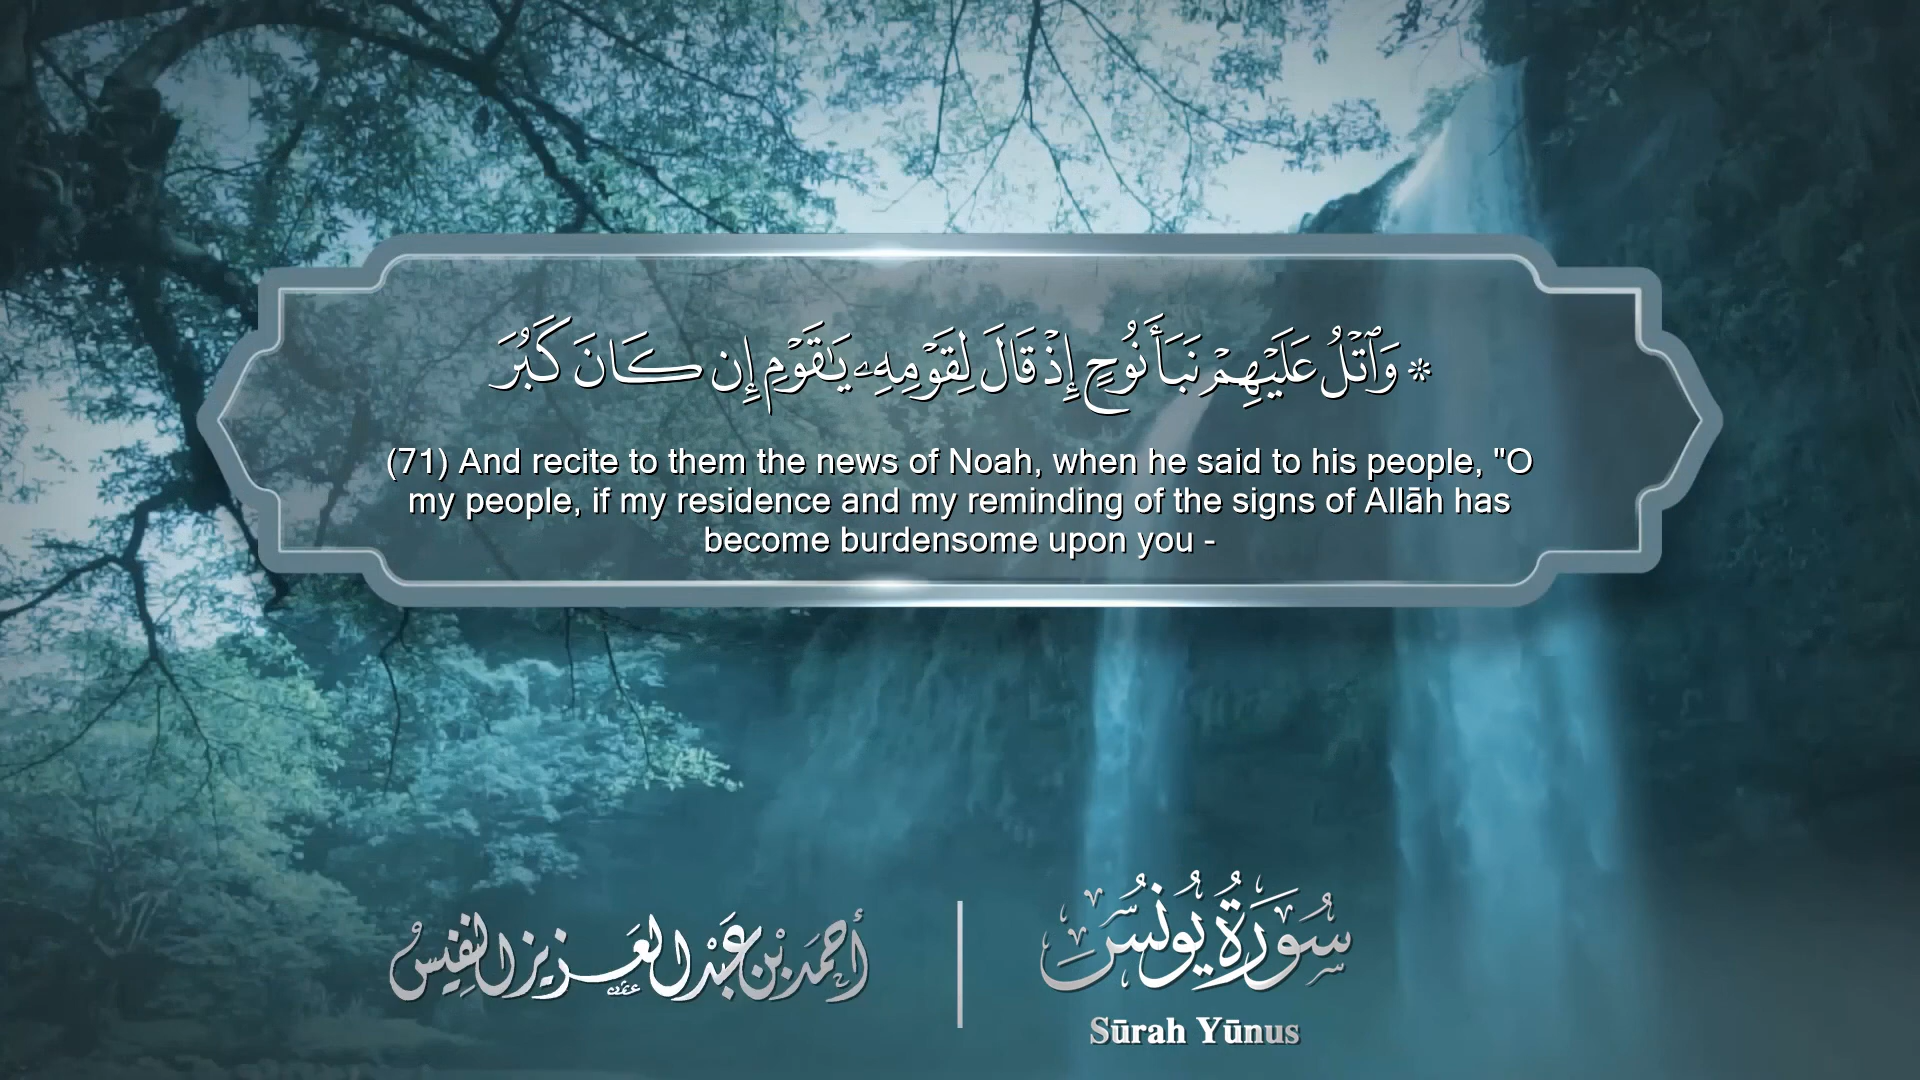 * وَٱتۡلُ عَلَيۡهِمۡ نَبَأَ نُوحٍ إِذۡ قَالَ لِقَوۡمِهِۦ يَٰقَوۡمِ إِن كَانَ كَبُرَ
(71) And recite to them the news of Noah, when he said to his people, "O
my people, if my residence and my reminding of the signs of Allāh has
become burdensome upon you -
سُورَةُ يُونُسَ
Sūrah Yūnus
أَحْمَد بْن عَبْد العَزِيز النَّفِيسُ